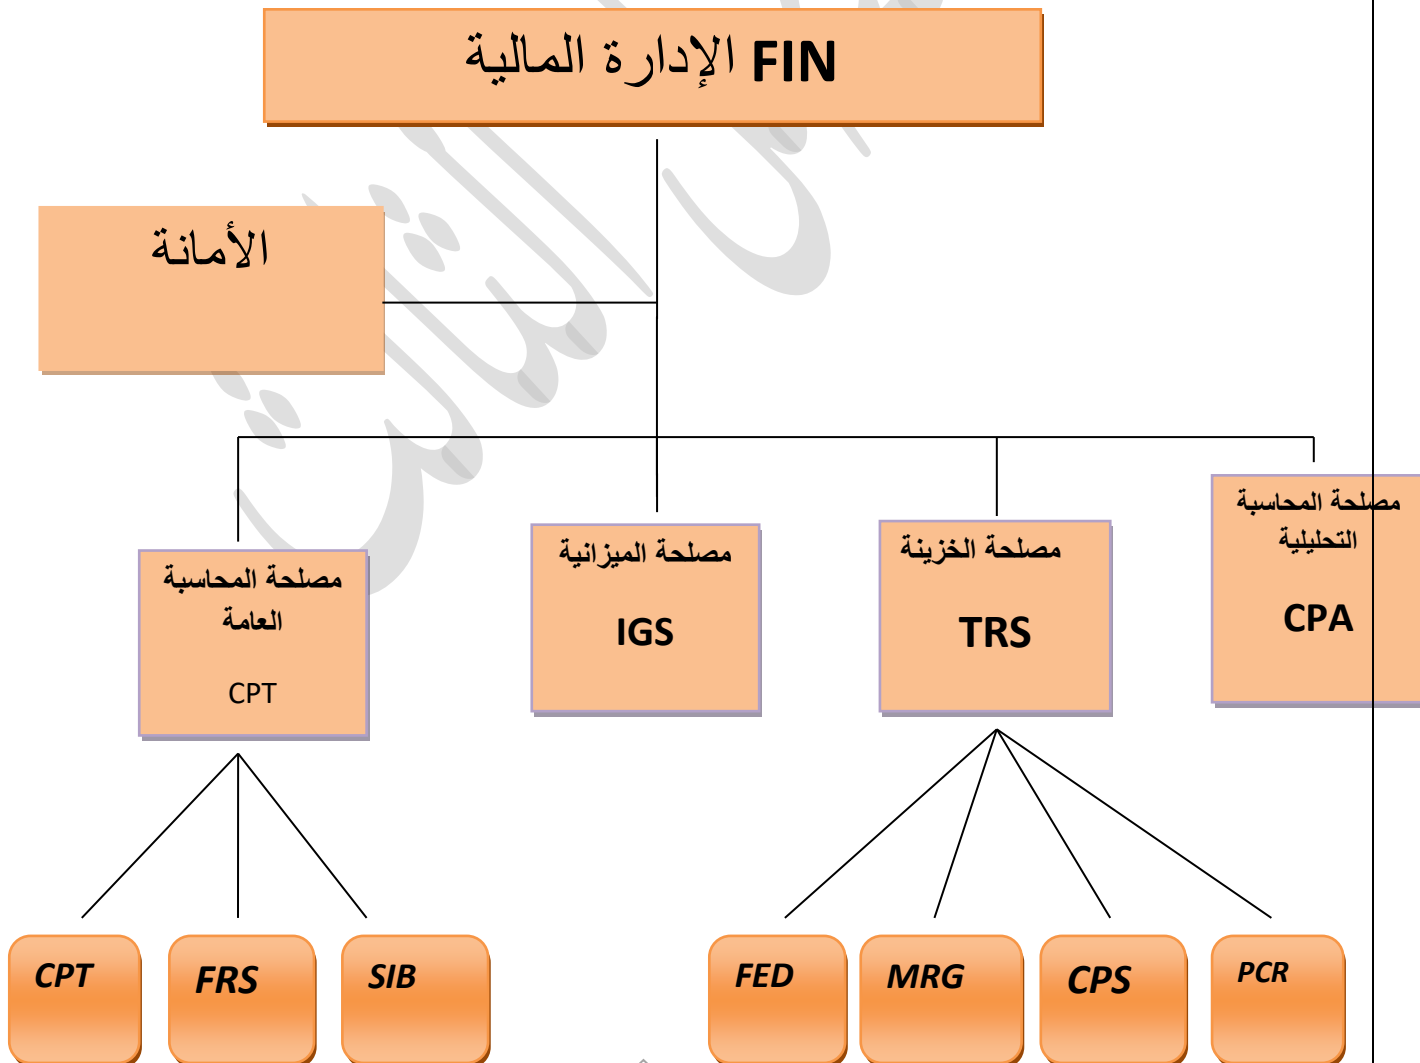 الإدارة المالية FIN
الأمانة
مصلحة المحاسبة
التحليلية
CPA
مصلحة الخزينة
TRS
مصلحة الميزانية
IGS
مصلحة المحاسبة
العامة
CPT
CPT
FRS
SIB
FED
MRG
CPS
PCR